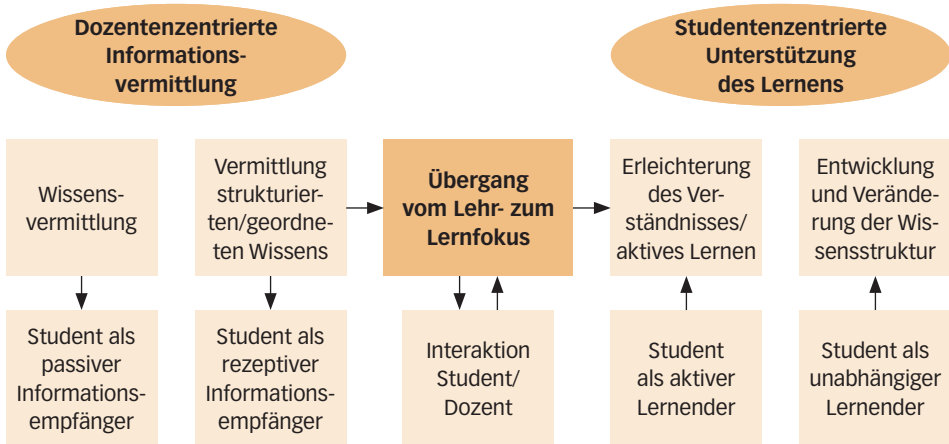 Dozentenzentrierte
Informations-
vermittlung
Studentenzentrierte
Unterstützung
des Lernens
Wissens-
vermittlung
Vermittlung
strukturier-
ten/geordne-
ten Wissens
Übergang
vom Lehr- zum
Lernfokus
Erleichterung
des Ver-
ständnisses/
aktives Lernen
Entwicklung
und Verände-
rung der Wis-
sensstruktur
Student als
passiver
Informations-
empfänger
Student als
rezeptiver
Informations-
empfänger
Interaktion
Student/
Dozent
Student
als aktiver
Lernender
Student als
unabhängiger
Lernender